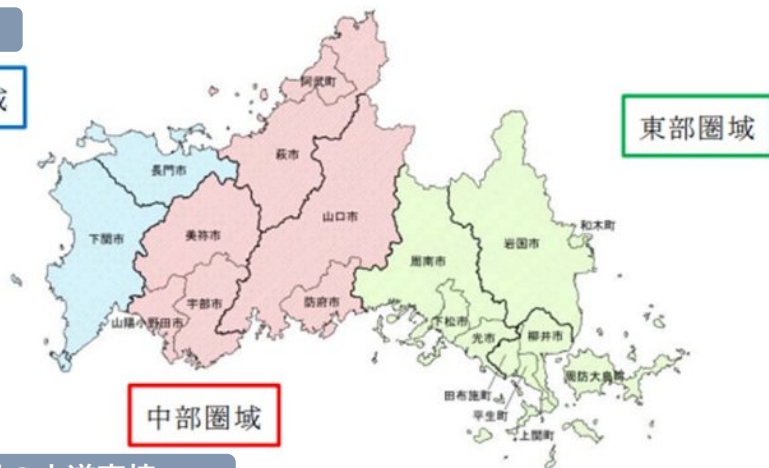 域
東部圏域
阿武町
萩市
長門市
山口市
和木町
岩国市
下関市
美祢市
周南市
宇部市
防府市
山陽小野田市
下松市
光市
柳井市
周防大島町
田布施町
平生町
上関町
中部圏域